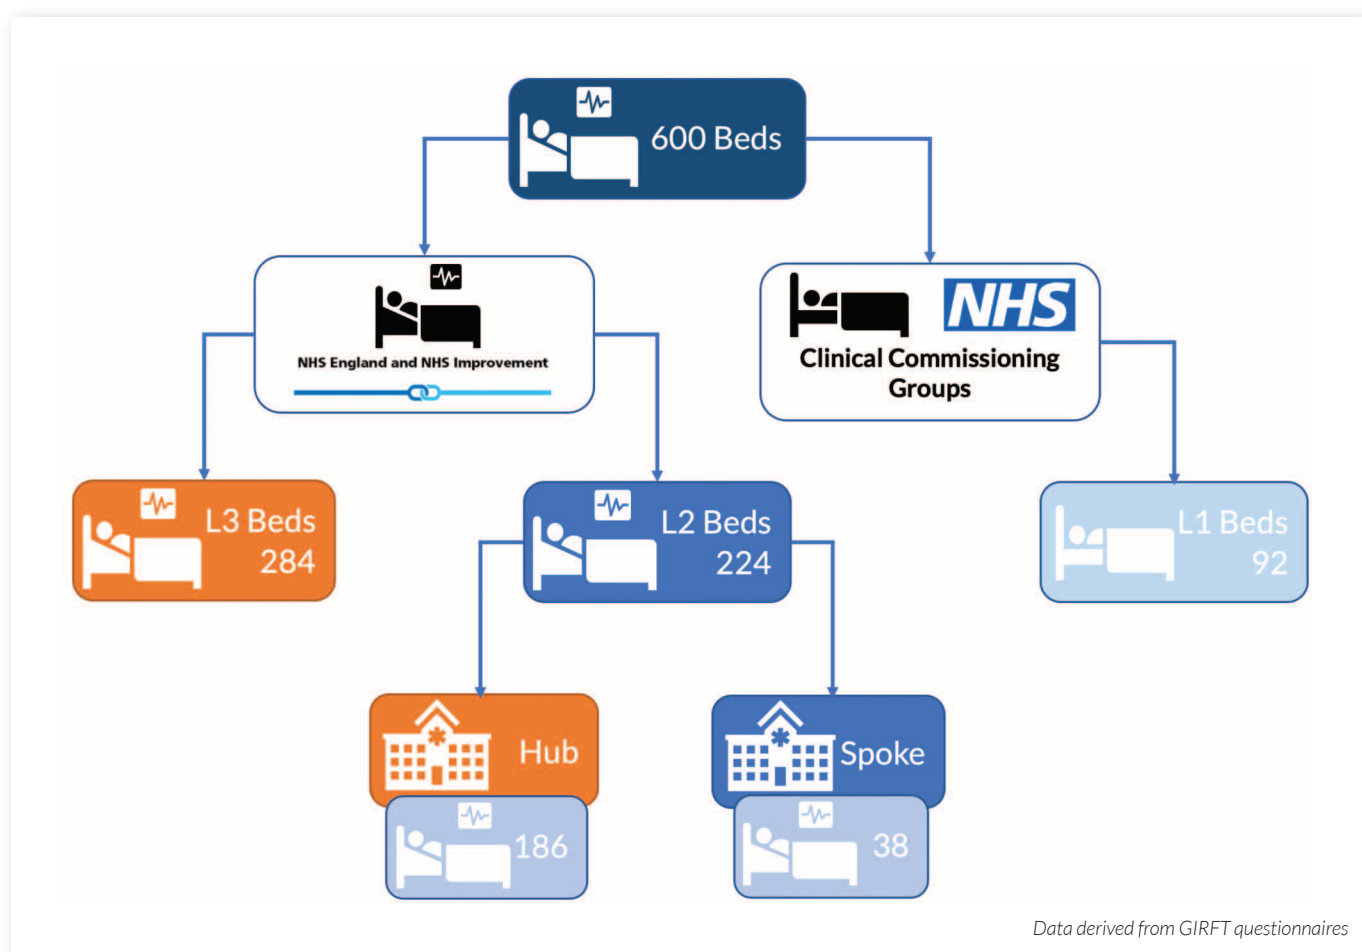 600 Beds
NHS England and NHS Improvement
NHS
Clinical Commissioning
Groups
L3 Beds
284
L2 Beds
224
L1 Beds
92
Hub
Spoke
186
38
Data derived from GIRFT questionnaires